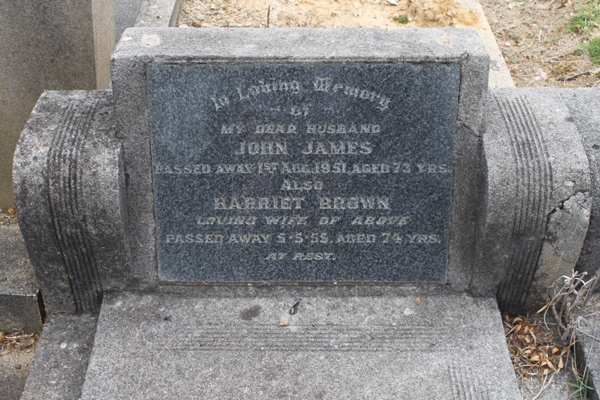 In Loving Memory
— OF —
MY DEAR HUSBAND
JOHN JAMES
PASSED AWAY 1ST AUG. 1951, AGED 73 YRS.
ALSO
HARRIET BROWN
LOVING WIFE OF ABOVE
PASSED AWAY 5-5-55, AGED 74 YRS.
AT REST.